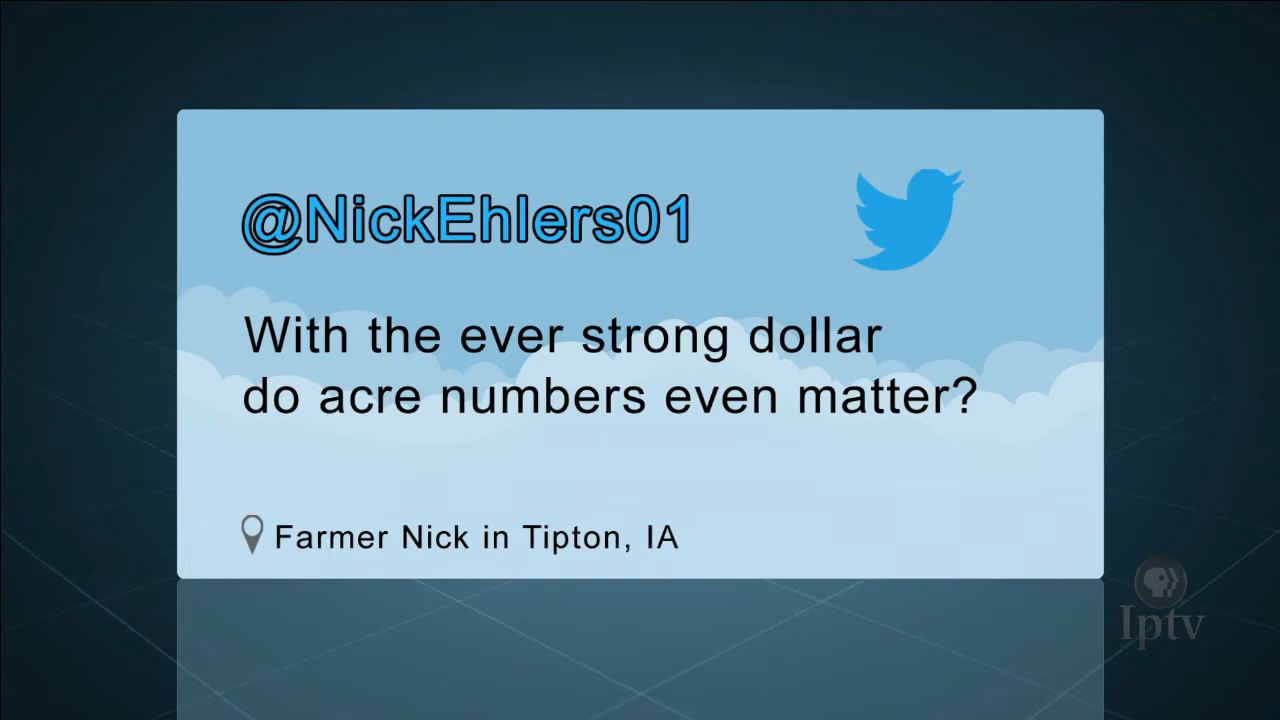 @NickEhlers01
With the ever strong dollar
do acre numbers even matter?
Farmer Nick in Tipton, IA
Iptv